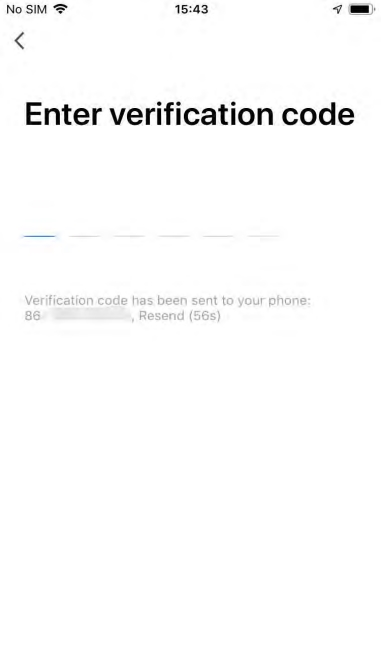 No SIM 15:43
Enter verification code
Verification code has been sent to your phone:
86 , Resend (56s)